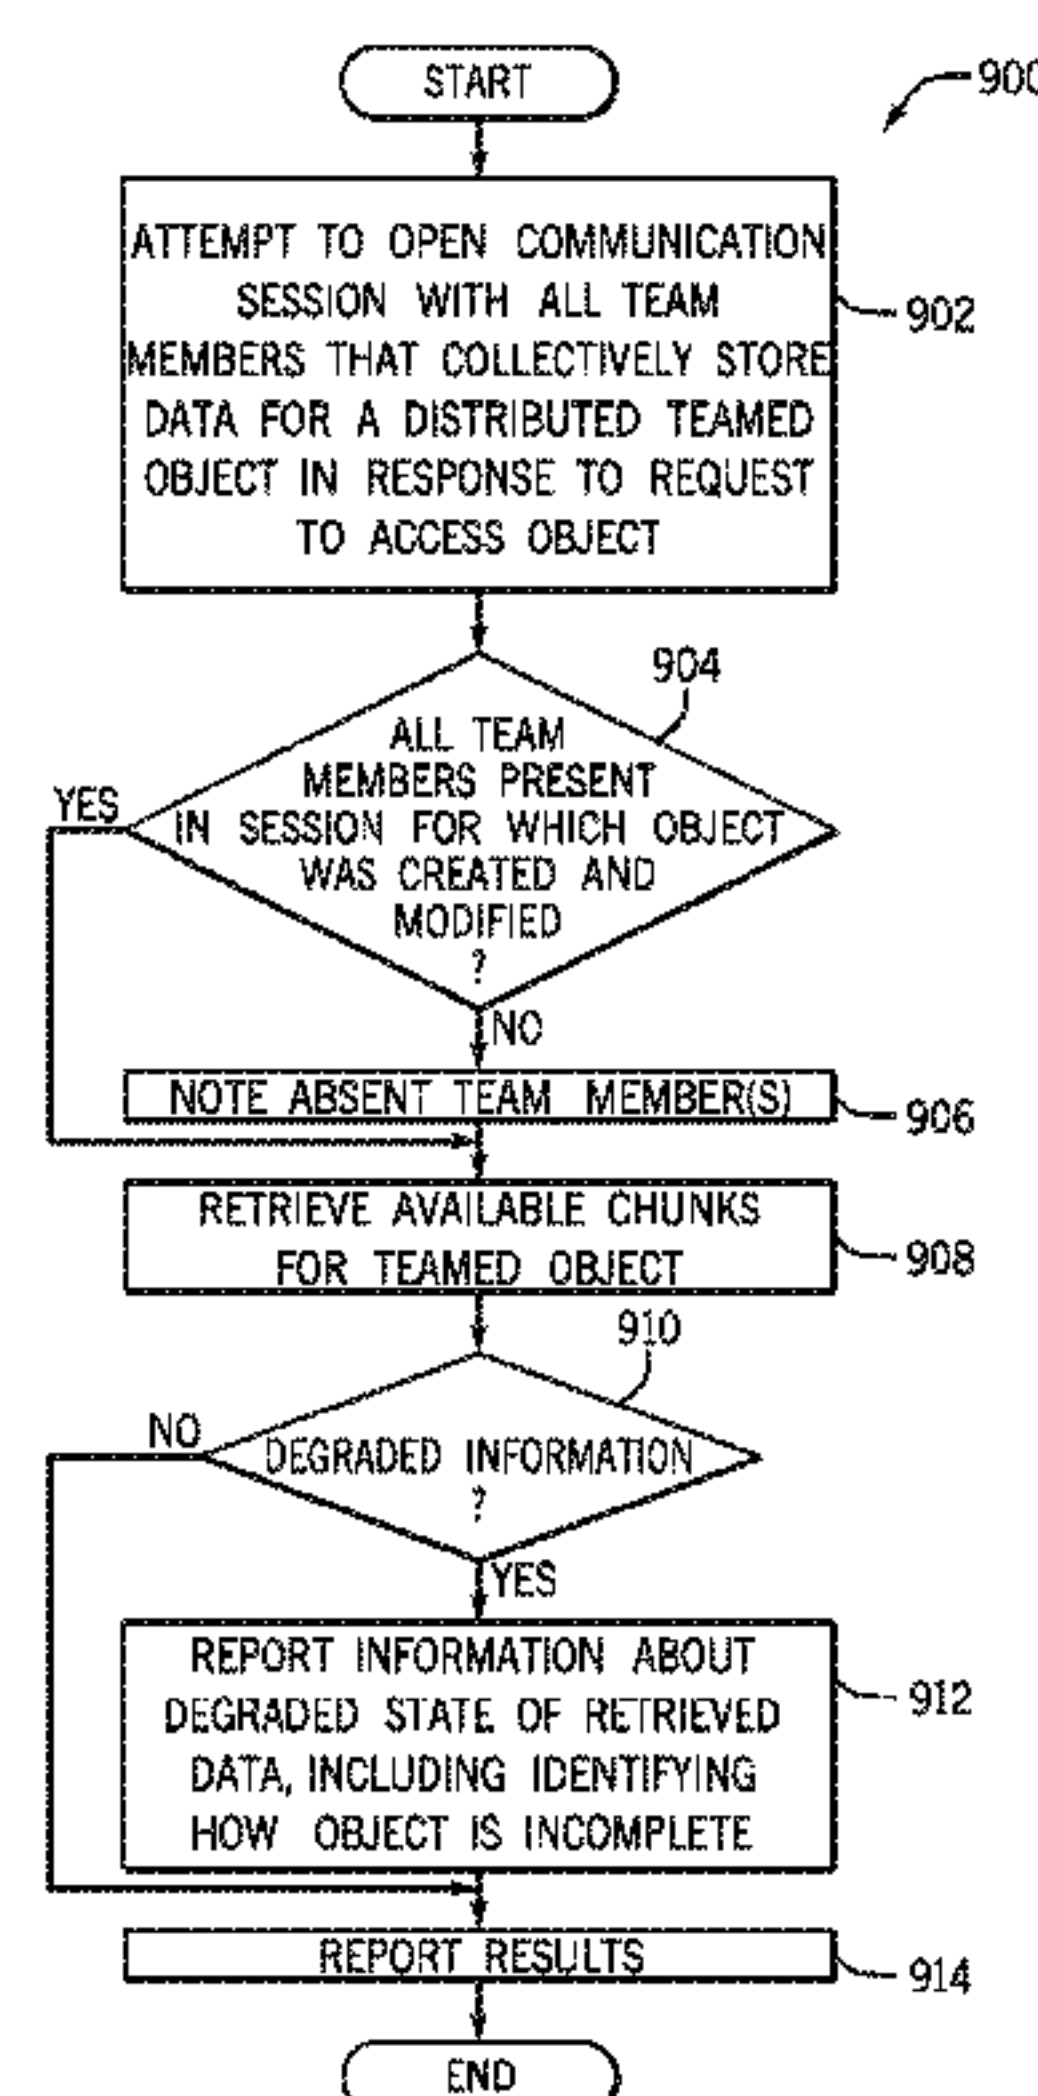 START
900
ATTEMPT TO OPEN COMMUNICATION
SESSION WITH ALL TEAM
MEMBERS THAT COLLECTIVELY STORE
DATA FOR A DISTRIBUTED TEAMED
OBJECT IN RESPONSE TO REQUEST
TO ACCESS OBJECT
902
904
ALL TEAM
MEMBERS PRESENT
IN SESSION FOR WHICH OBJECT
WAS CREATED AND
MODIFIED
?
YES
NO
NOTE ABSENT TEAM MEMBER(S)
906
RETRIEVE AVAILABLE CHUNKS
FOR TEAMED OBJECT
908
910
NO
DEGRADED INFORMATION
?
YES
REPORT INFORMATION ABOUT
DEGRADED STATE OF RETRIEVED
DATA, INCLUDING IDENTIFYING
HOW OBJECT IS INCOMPLETE
912
REPORT RESULTS
914
END